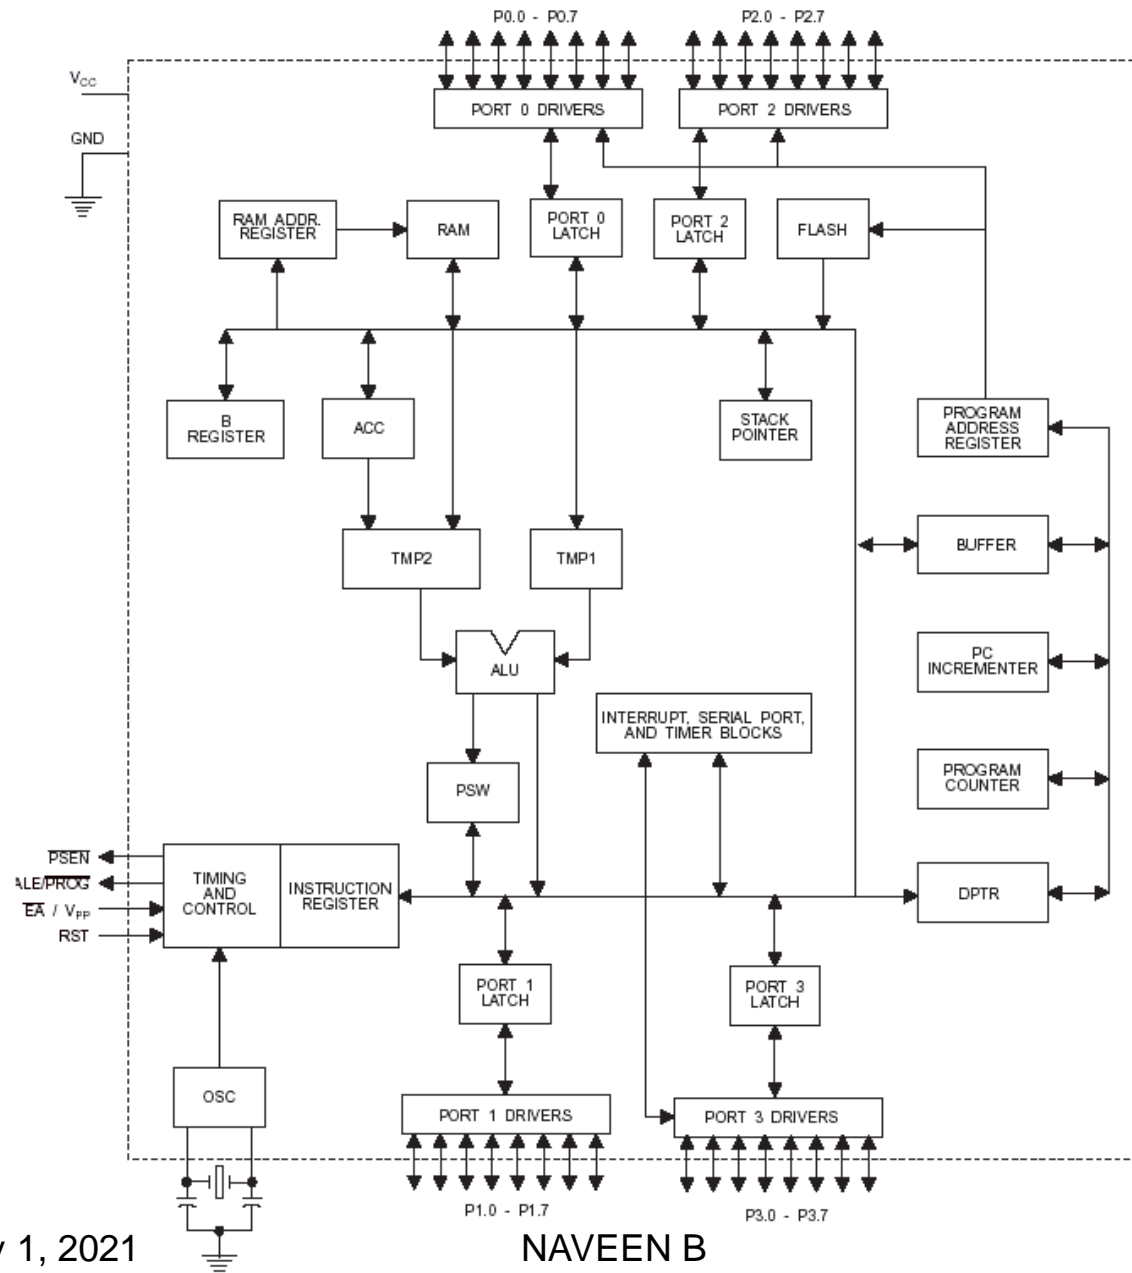 P0.0 - P0.7
P2.0 - P2.7
VCC
GND
PORT 0 DRIVERS
PORT 2 DRIVERS
RAM ADDR.
REGISTER
RAM
PORT 0
LATCH
PORT 2
LATCH
FLASH
B
REGISTER
ACC
STACK
POINTER
PROGRAM
ADDRESS
REGISTER
TMP2
TMP1
BUFFER
ALU
PC
INCREMENTER
INTERRUPT, SERIAL PORT,
AND TIMER BLOCKS
PSW
PROGRAM
COUNTER
PSEN
ALE/PROG
EA / VPP
RST
TIMING
AND
CONTROL
INSTRUCTION
REGISTER
DPTR
PORT 1
LATCH
PORT 3
LATCH
OSC
PORT 1 DRIVERS
PORT 3 DRIVERS
P1.0 - P1.7
P3.0 - P3.7
1, 2021
NAVEEN B